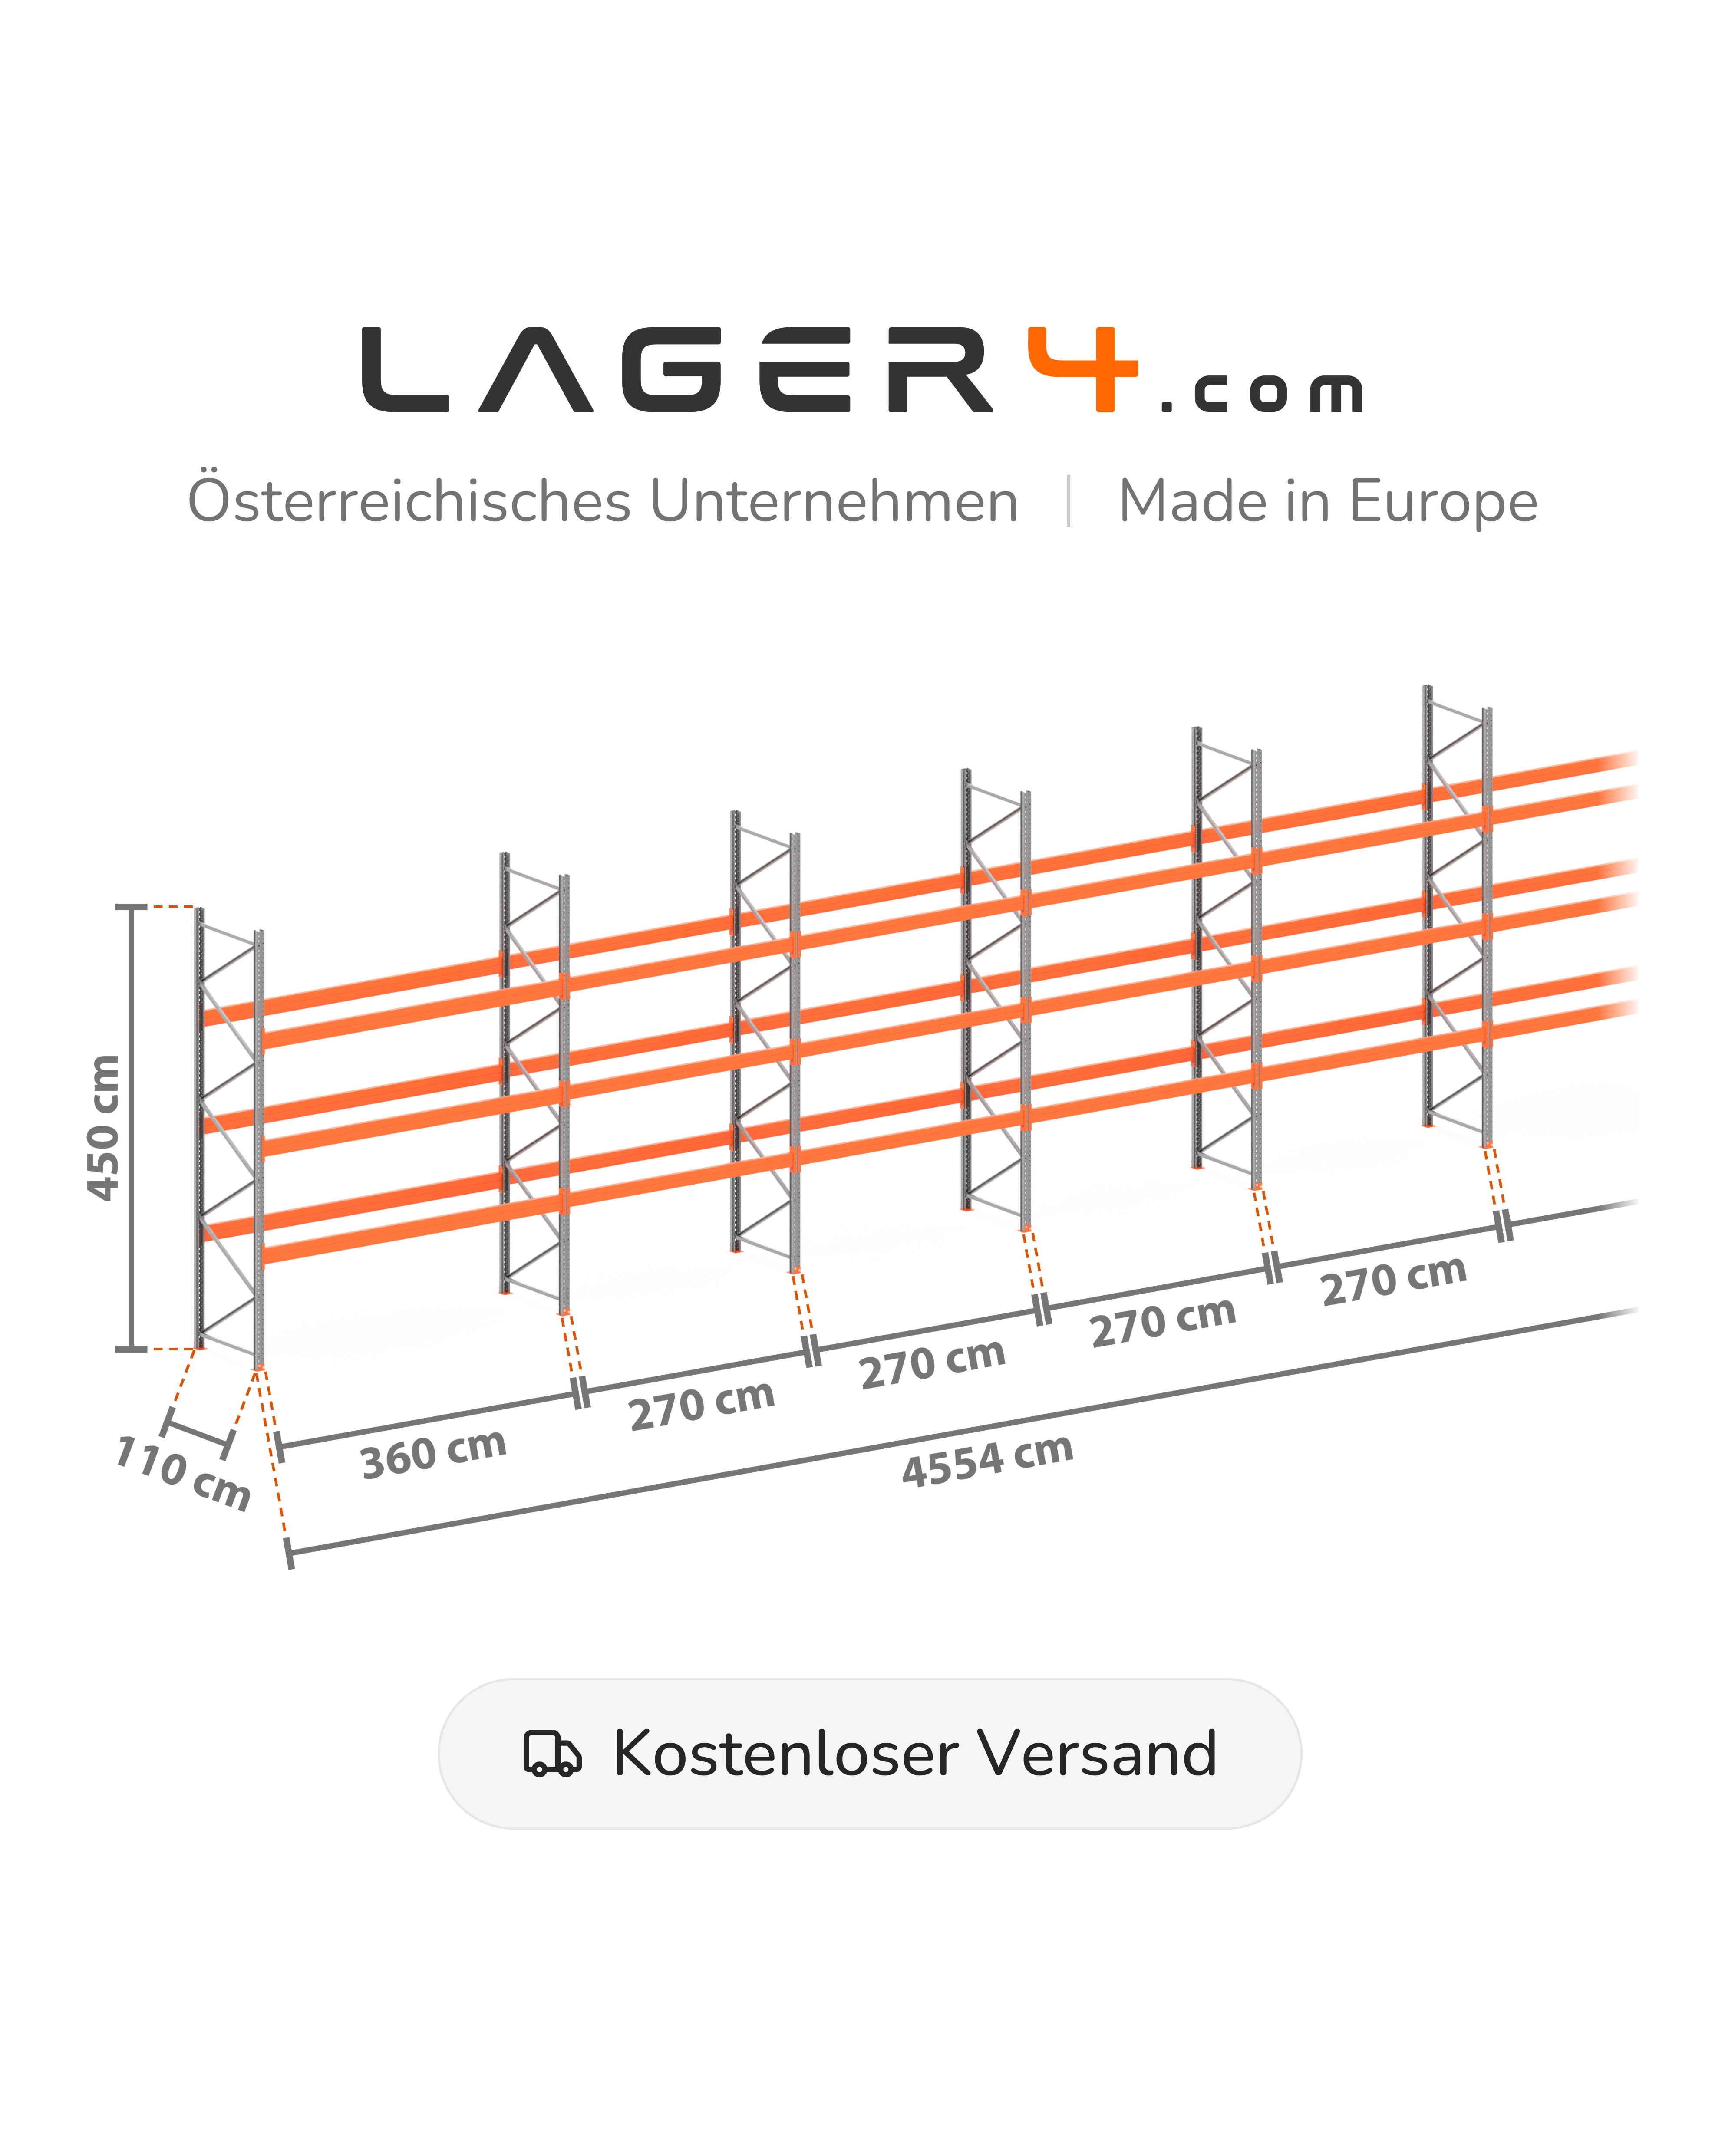 LAGER4.com
Österreichisches Unternehmen | Made in Europe
450 cm
110 cm
360 cm
270 cm
270 cm
270 cm
270 cm
4554 cm
Kostenloser Versand